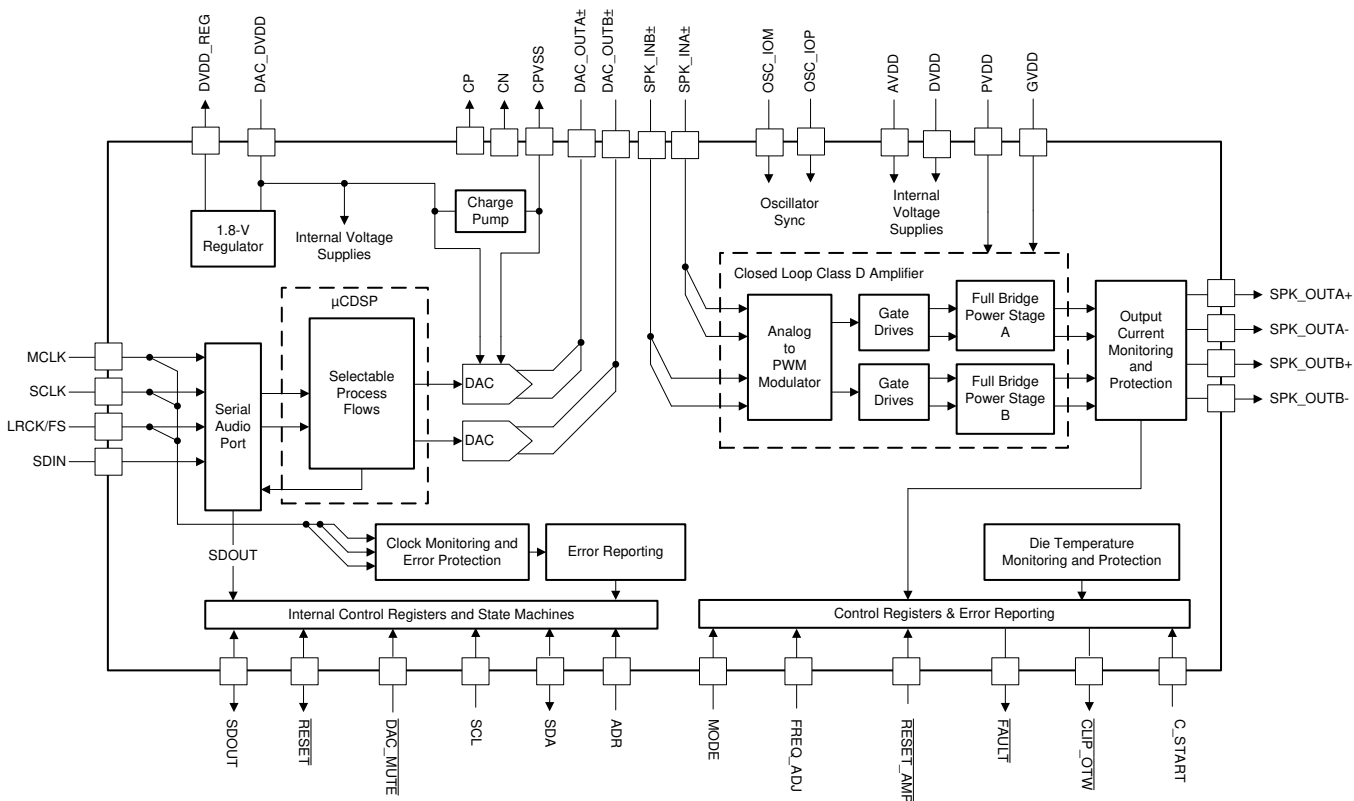 DVDD_REG
DAC_DVDD
CP
CN
CPVSS
DAC_OUTA±
DAC_OUTB±
SPK_INB±
SPK_INA±
OSC_IOM
OSC_IOP
AVDD
DVDD
PVDD
GVDD
1.8-V
Regulator
Internal Voltage
Supplies
Charge
Pump
Oscillator
Sync
Internal
Voltage
Supplies
Closed Loop Class D Amplifier
µCDSP
MCLK
SCLK
LRCK/FS
SDIN
Serial
Audio
Port
Selectable
Process
Flows
DAC
DAC
Analog
to
PWM
Modulator
Gate
Drives
Gate
Drives
Full Bridge
Power Stage
A
Full Bridge
Power Stage
B
Output
Current
Monitoring
and
Protection
SPK_OUTA+
SPK_OUTA-
SPK_OUTB+
SPK_OUTB-
SDOUT
Clock Monitoring and
Error Protection
Error Reporting
Die Temperature
Monitoring and Protection
Internal Control Registers and State Machines
Control Registers & Error Reporting
SDOUT
RESET
DAC_MUTE
SCL
SDA
ADR
MODE
FREQ_ADJ
RESET_AMP
FAULT
CLIP_OTW
C_START